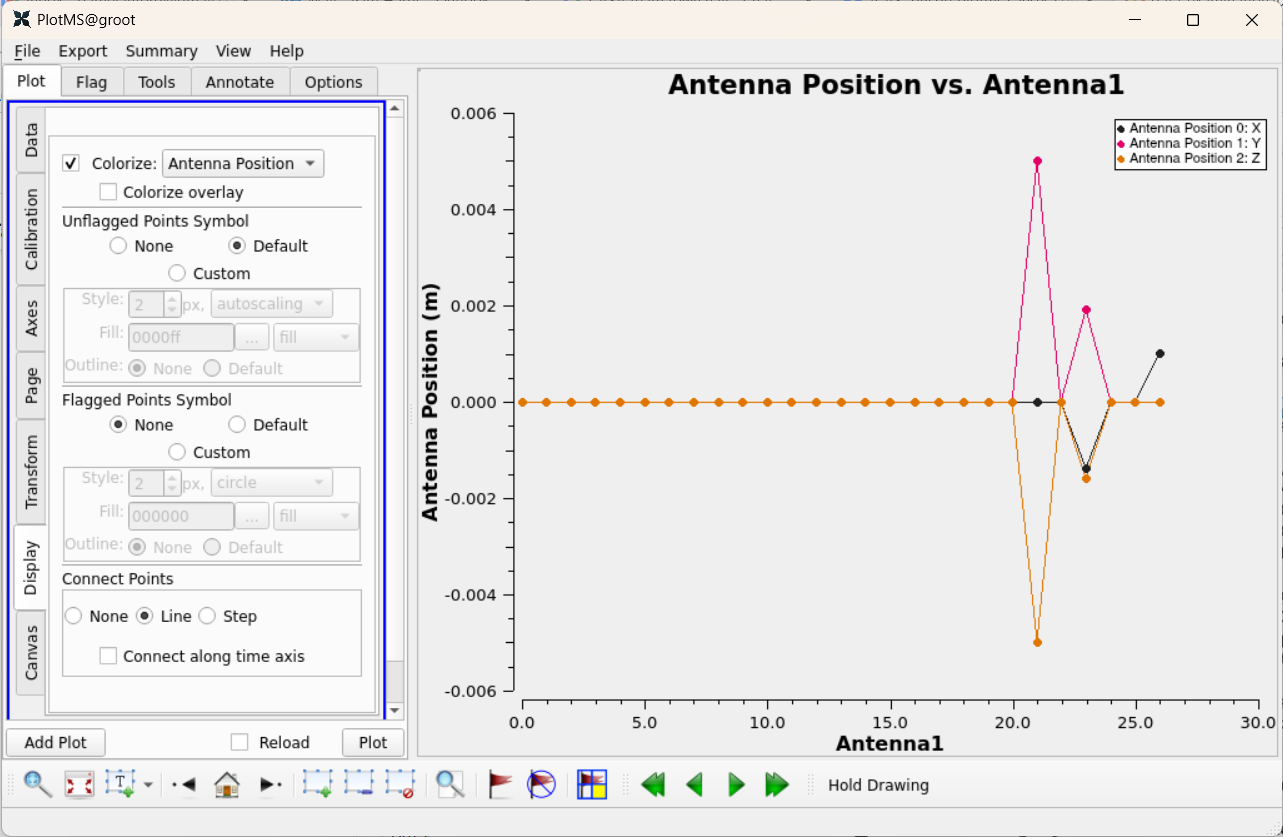 PlotMS@groot
File Export Summary View Help
Plot Flag Tools Annotate Options
Data
Calibration
Axes
Page
Transform
Display
Canvas
Colorize: Antenna Position
Colorize overlay
Unflagged Points Symbol
None Default
Custom
Style: 2 px, autoscaling
Fill: 0000ff ... fill
Outline: None Default
Flagged Points Symbol
None Default
Custom
Style: 2 px, circle
Fill: 000000 ... fill
Outline: None Default
Connect Points
None Line Step
Connect along time axis
Add Plot Reload Plot
Antenna Position vs. Antenna1
Antenna Position 0: X
Antenna Position 1: Y
Antenna Position 2: Z
Antenna Position (m)
0.006
0.004
0.002
0.000
-0.002
-0.004
-0.006
0.0 5.0 10.0 15.0 20.0 25.0 30.0
Antenna1
T
Hold Drawing